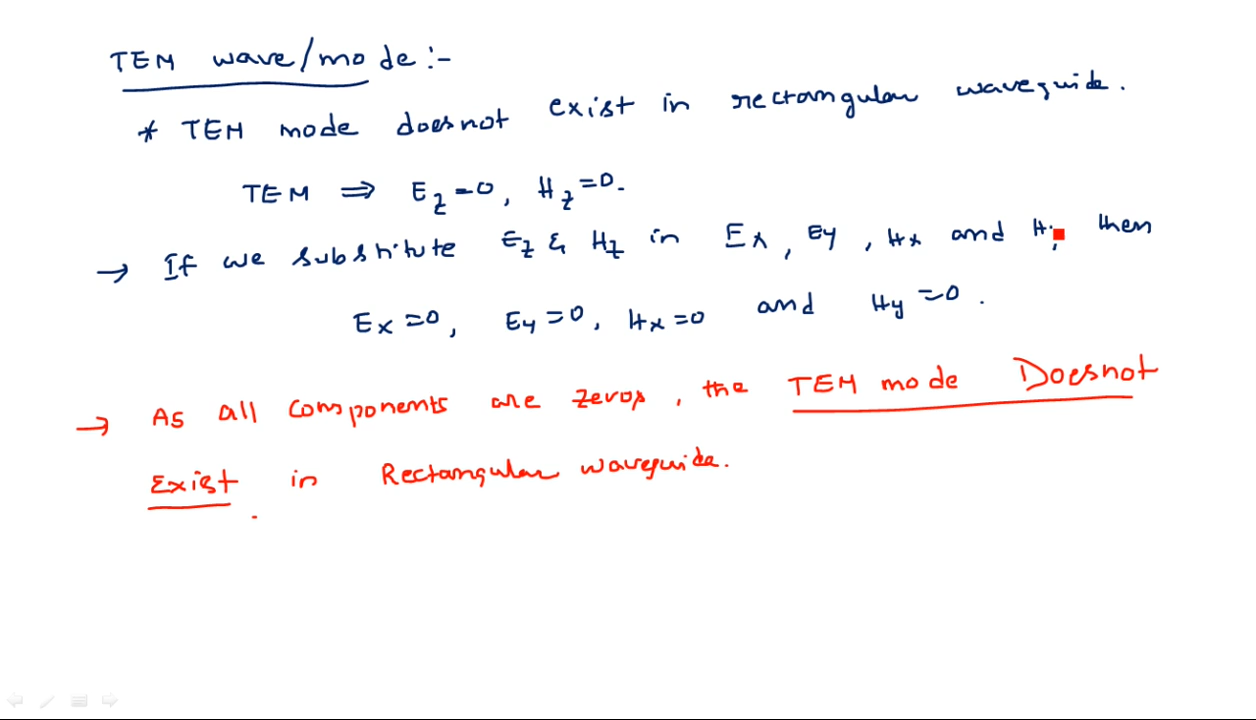 TEM wave/mode :-
* TEM mode doesnot exist in rectangular waveguide.
TEM ⇒ Ez=0, Hz=0.
→ If we substitute Ez & Hz in Ex, Ey, Hx and H then
Ex=0, Ey=0, Hx=0 and Hy=0.
→ As all components are zeros, the TEM mode Doesnot
Exist in Rectangular waveguide.